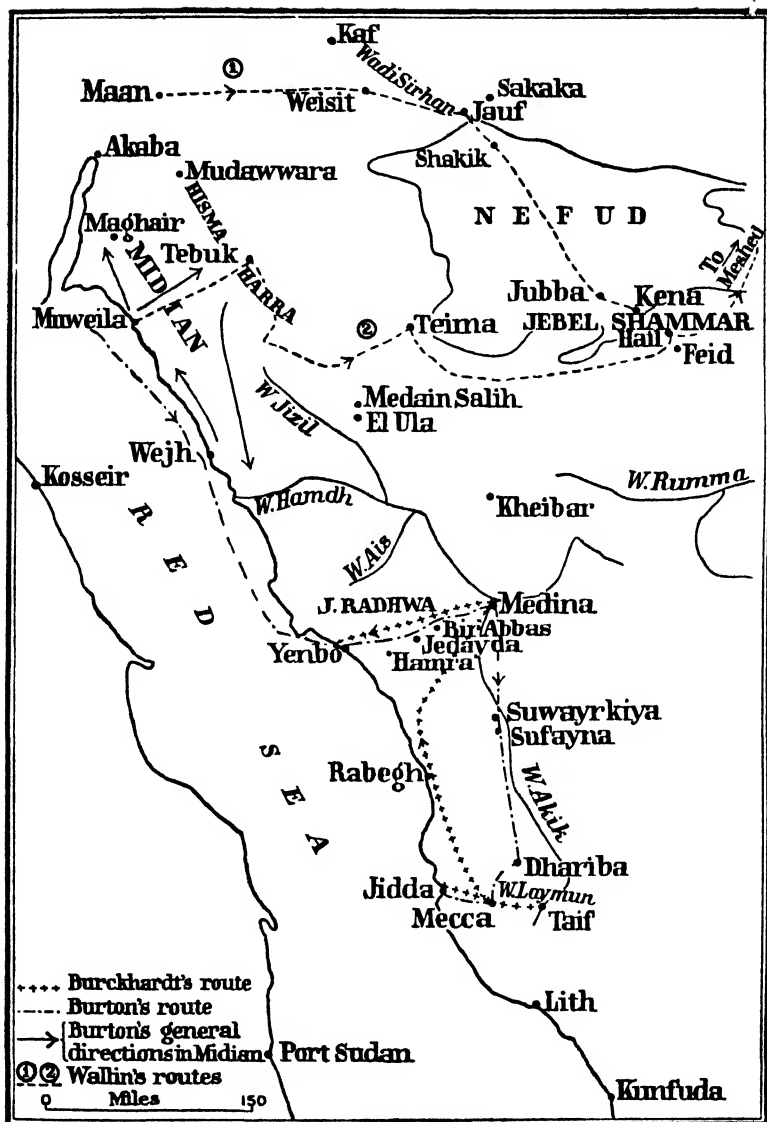 Kaf
①
Wadi Sirhan
Maan
Weisit
Sakaka
Jauf
Akaba
Shakik
Mudawwara
HISMA
NEFUD
Maghair
MIDIAN
Tebuk
HARRA
To Meshed
Jubba
Kena
Muweila
②
Teima
JEBEL SHAMMAR
Hail
Feid
Medain Salih
El Ula
W. Jizil
Wejh
Kosseir
W. Hamdh
Kheibar
W. Rumma
RED SEA
W. Ais
J. RADHWA
Medina
Bir Abbas
Yenbo
Jedayda
Hamra
Suwayrkiya
Sufayna
Rabegh
W. Akik
Dhariba
Jidda
W. Laymun
Mecca
Taif
Lith
Port Sudan
Kunfuda
Burckhardt's route
Burton's route
Burton's general
directions in Midian
①② Wallin's routes
0 Miles 150